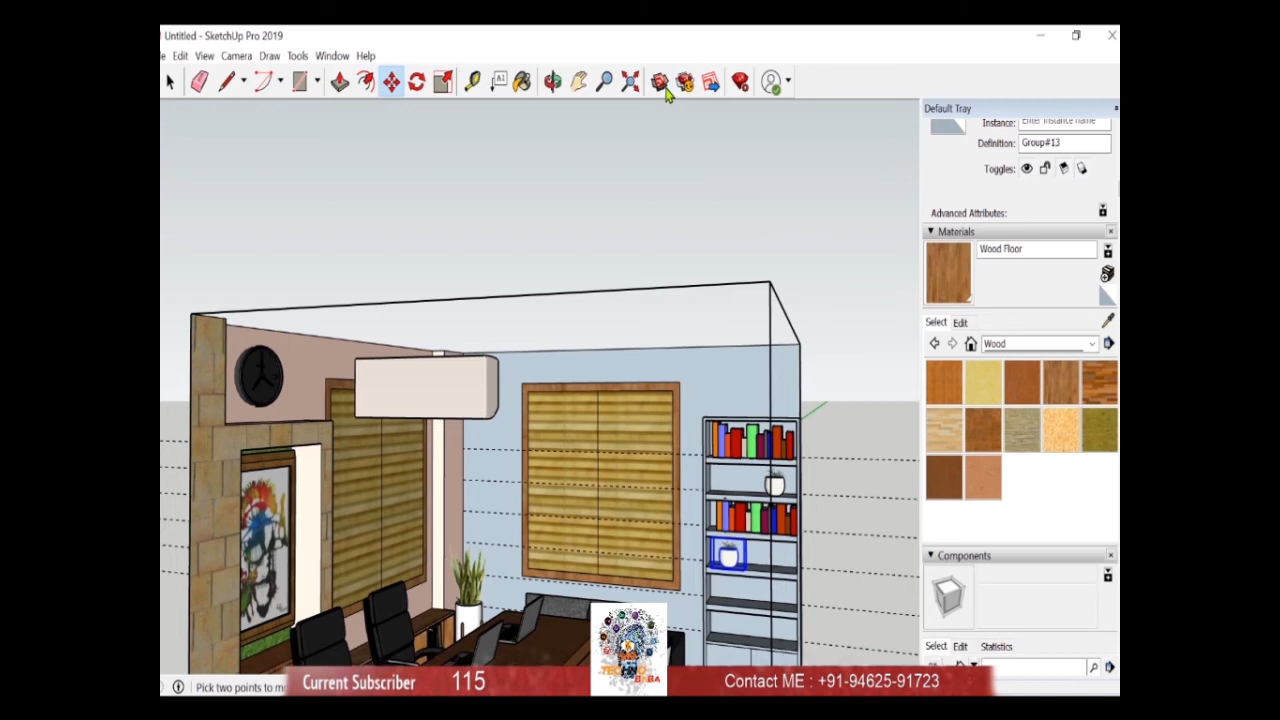 Untitled - SketchUp Pro 2019
Edit View Camera Draw Tools Window Help
A1
Default Tray
Instance: Enter Instance name
Definition: Group#13
Toggles:
Advanced Attributes:
Materials
Wood Floor
Select Edit
Wood
Components
Select Edit Statistics
Pick two points to m
Current Subscriber 115
Contact ME : +91-94625-91723